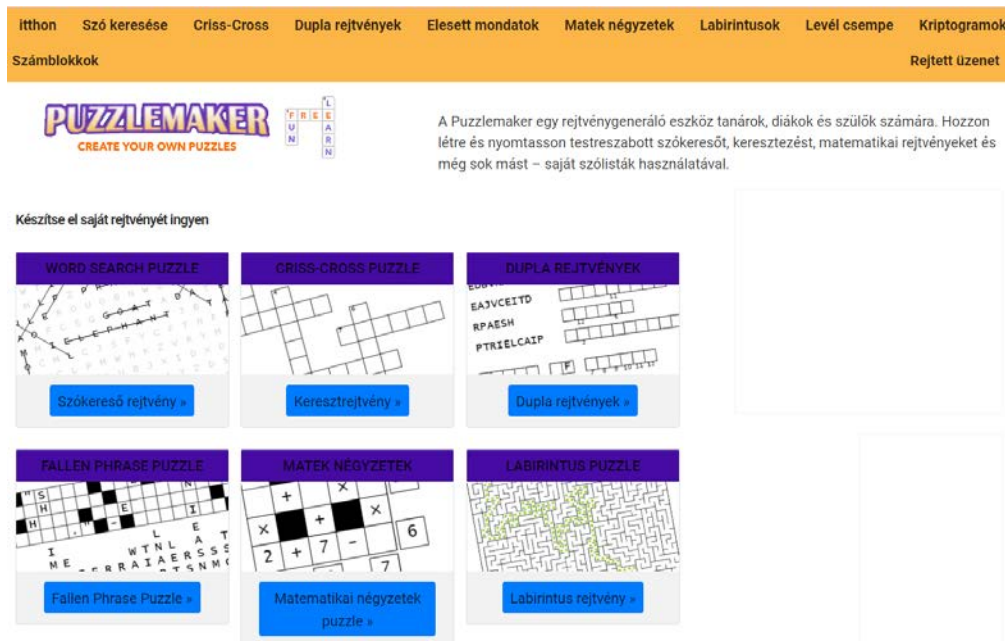 itthon Szó keresése Criss-Cross Dupla rejtvények Elesett mondatok Matek négyzetek Labirintusok Levél csempe Kriptogramok
Számblokkok Rejtett üzenet
PUZZLEMAKER
CREATE YOUR OWN PUZZLES
FREE
FUN
LEARN
A Puzzlemaker egy rejtvénygeneráló eszköz tanárok, diákok és szülők számára. Hozzon
létre és nyomtasson testreszabott szókeresőt, keresztezést, matematikai rejtvényeket és
még sok mást – saját szólisták használatával.
Készítse el saját rejtvényét ingyen
WORD SEARCH PUZZLE CRISS-CROSS PUZZLE DUPLA REJTVÉNYEK
GOAT
ELEPHANT
EAJVCEITD
RPAESH
PTRIELCAIP
Szókereső rejtvény » Keresztrejtvény » Dupla rejtvények »
FALLEN PHRASE PUZZLE MATEK NÉGYZETEK LABIRINTUS PUZZLE
2 + 7 - 6
7
Fallen Phrase Puzzle » Matematikai négyzetek Labirintus rejtvény »
puzzle »